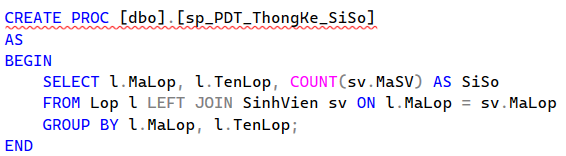 CREATE PROC [dbo].[sp_PDT_ThongKe_SiSo]
AS
BEGIN
    SELECT l.MaLop, l.TenLop, COUNT(sv.MaSV) AS SiSo
    FROM Lop l LEFT JOIN SinhVien sv ON l.MaLop = sv.MaLop
    GROUP BY l.MaLop, l.TenLop;
END